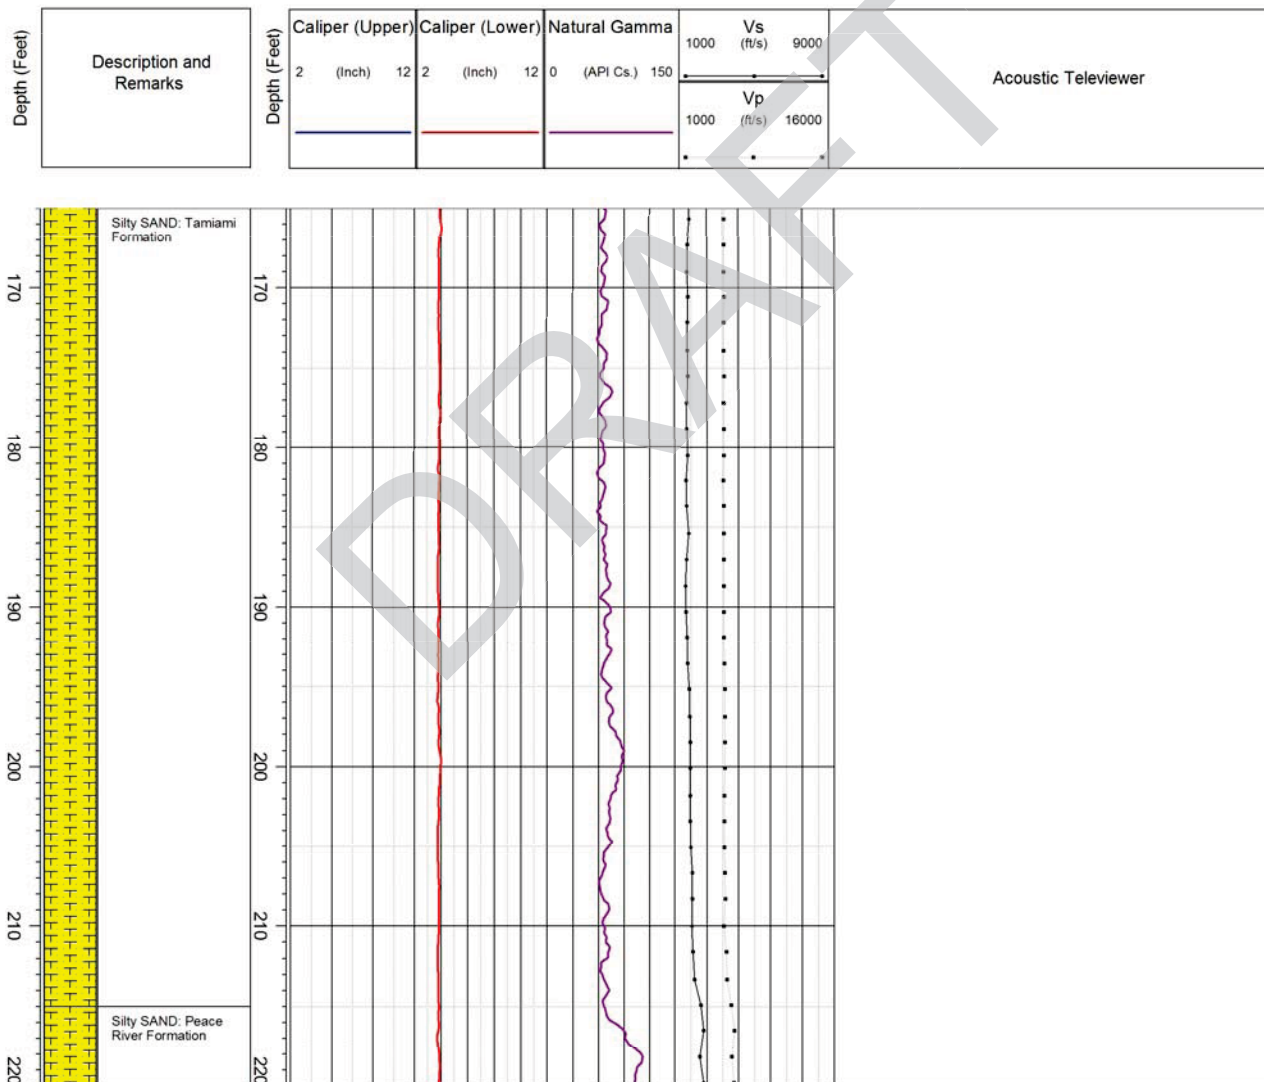 Depth (Feet)
Description and
Remarks
Depth (Feet)
Caliper (Upper)
2 (Inch) 12
Caliper (Lower)
2 (Inch) 12
Natural Gamma
0 (API Cs.) 150
Vs
1000 (ft/s) 9000
Vp
1000 (ft/s) 16000
Acoustic Televiewer
Silty SAND: Tamiami
Formation
170
170
180
180
190
190
200
200
210
210
Silty SAND: Peace
River Formation
220
220
DRAFT